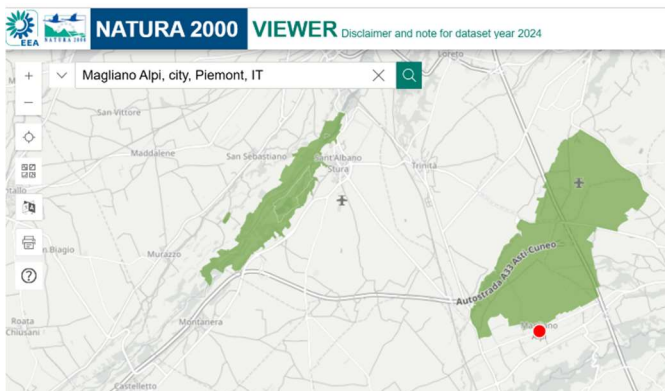 EEA
NATURA 2000
NATURA 2000 VIEWER Disclaimer and note for dataset year 2024
Loreto
Magliano Alpi, city, Piemont, IT
San Vittore
Maddalene
San Sebastiano
Sant'Albano
Stura
Trinità
n Biagio
Murazzo
Autostrada A33 Asti-Cuneo
Roata
Chiusani
Montanera
Castelletto